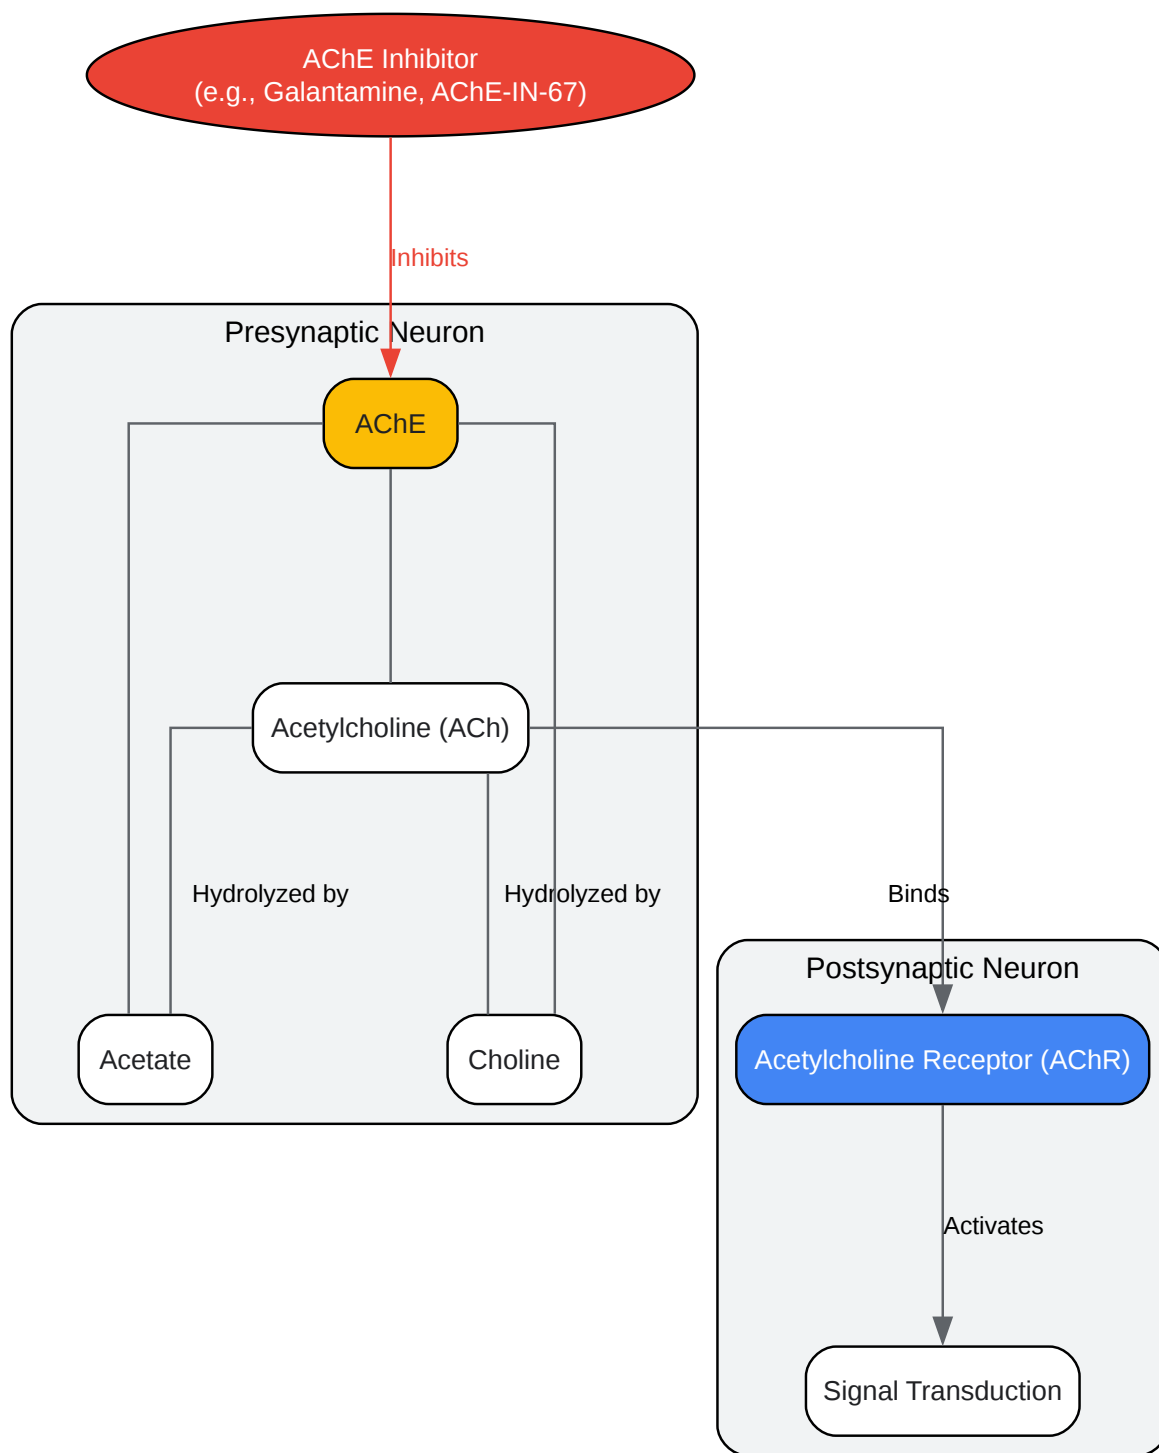 AChE Inhibitor
(e.g., Galantamine, AChE-IN-67)
Inhibits
Presynaptic Neuron
AChE
Acetylcholine (ACh)
Hydrolyzed by
Hydrolyzed by
Binds
Postsynaptic Neuron
Acetate
Choline
Acetylcholine Receptor (AChR)
Activates
Signal Transduction